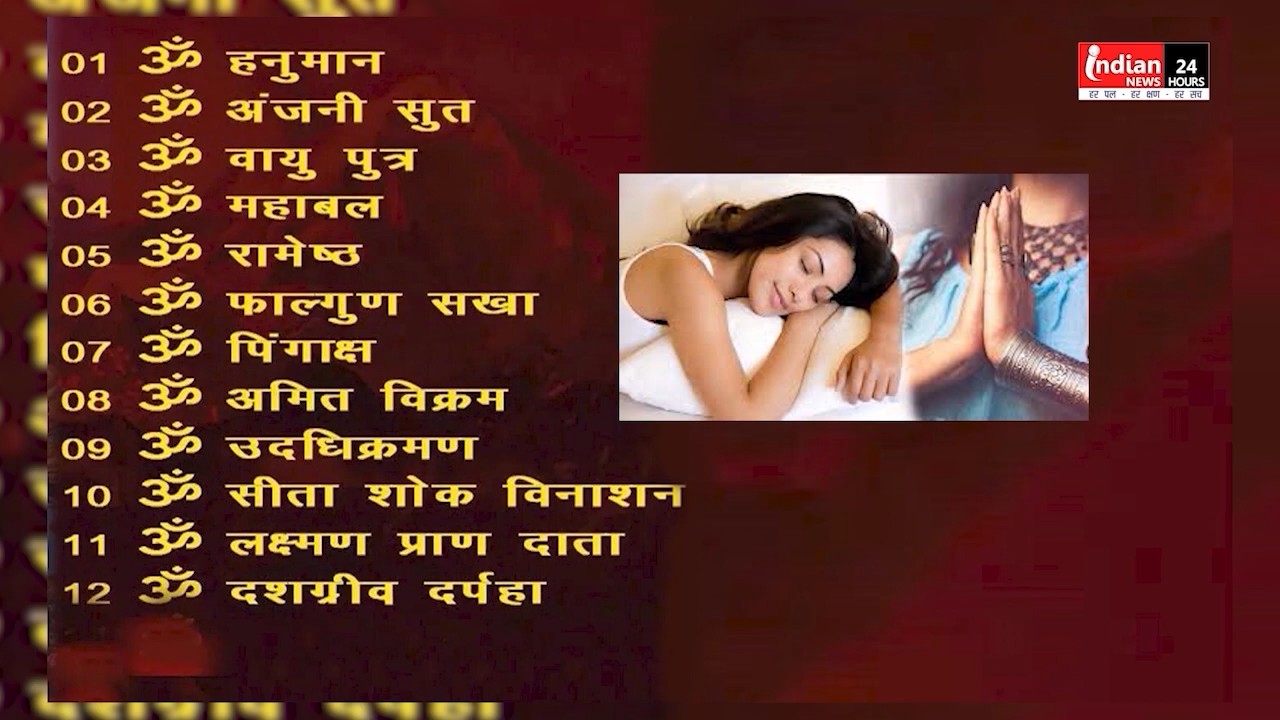 01 ॐ हनुमान
02 ॐ अंजनी सुत
03 ॐ वायु पुत्र
04 ॐ महाबल
05 ॐ रामेष्ठ
06 ॐ फाल्गुण सखा
07 ॐ पिंगाक्ष
08 ॐ अमित विक्रम
09 ॐ उदधिक्रमण
10 ॐ सीता शोक विनाशन
11 ॐ लक्ष्मण प्राण दाता
12 ॐ दशग्रीव दर्पहा
indian
NEWS
24
HOURS
हर पल - हर क्षण - हर सच